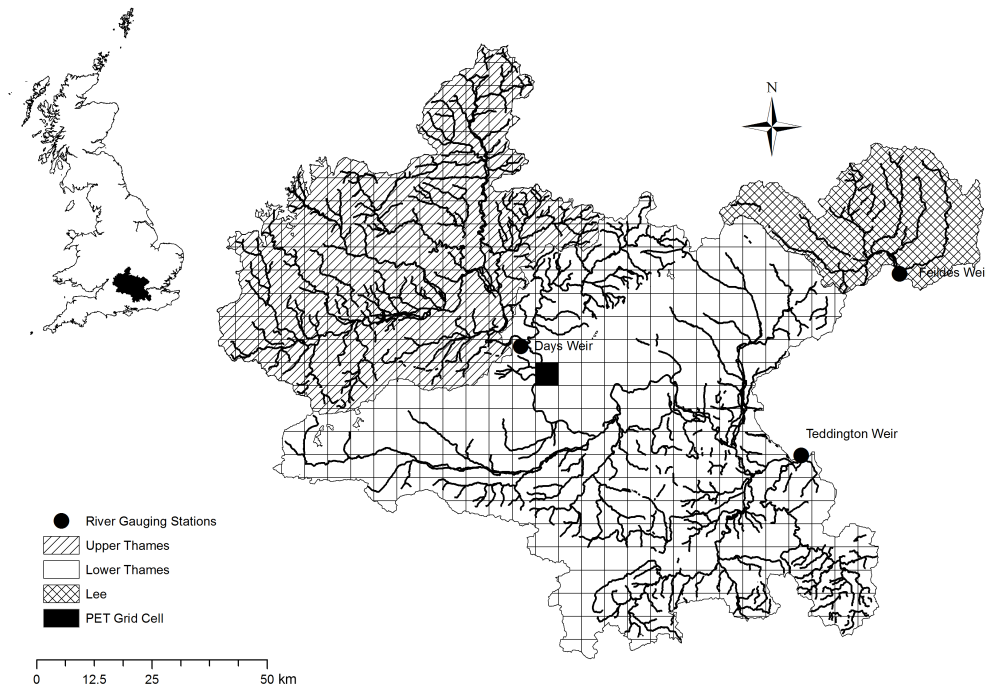 N
Feildes Wei
Days Weir
Teddington Weir
River Gauging Stations
Upper Thames
Lower Thames
Lee
PET Grid Cell
0 12.5 25 50 km